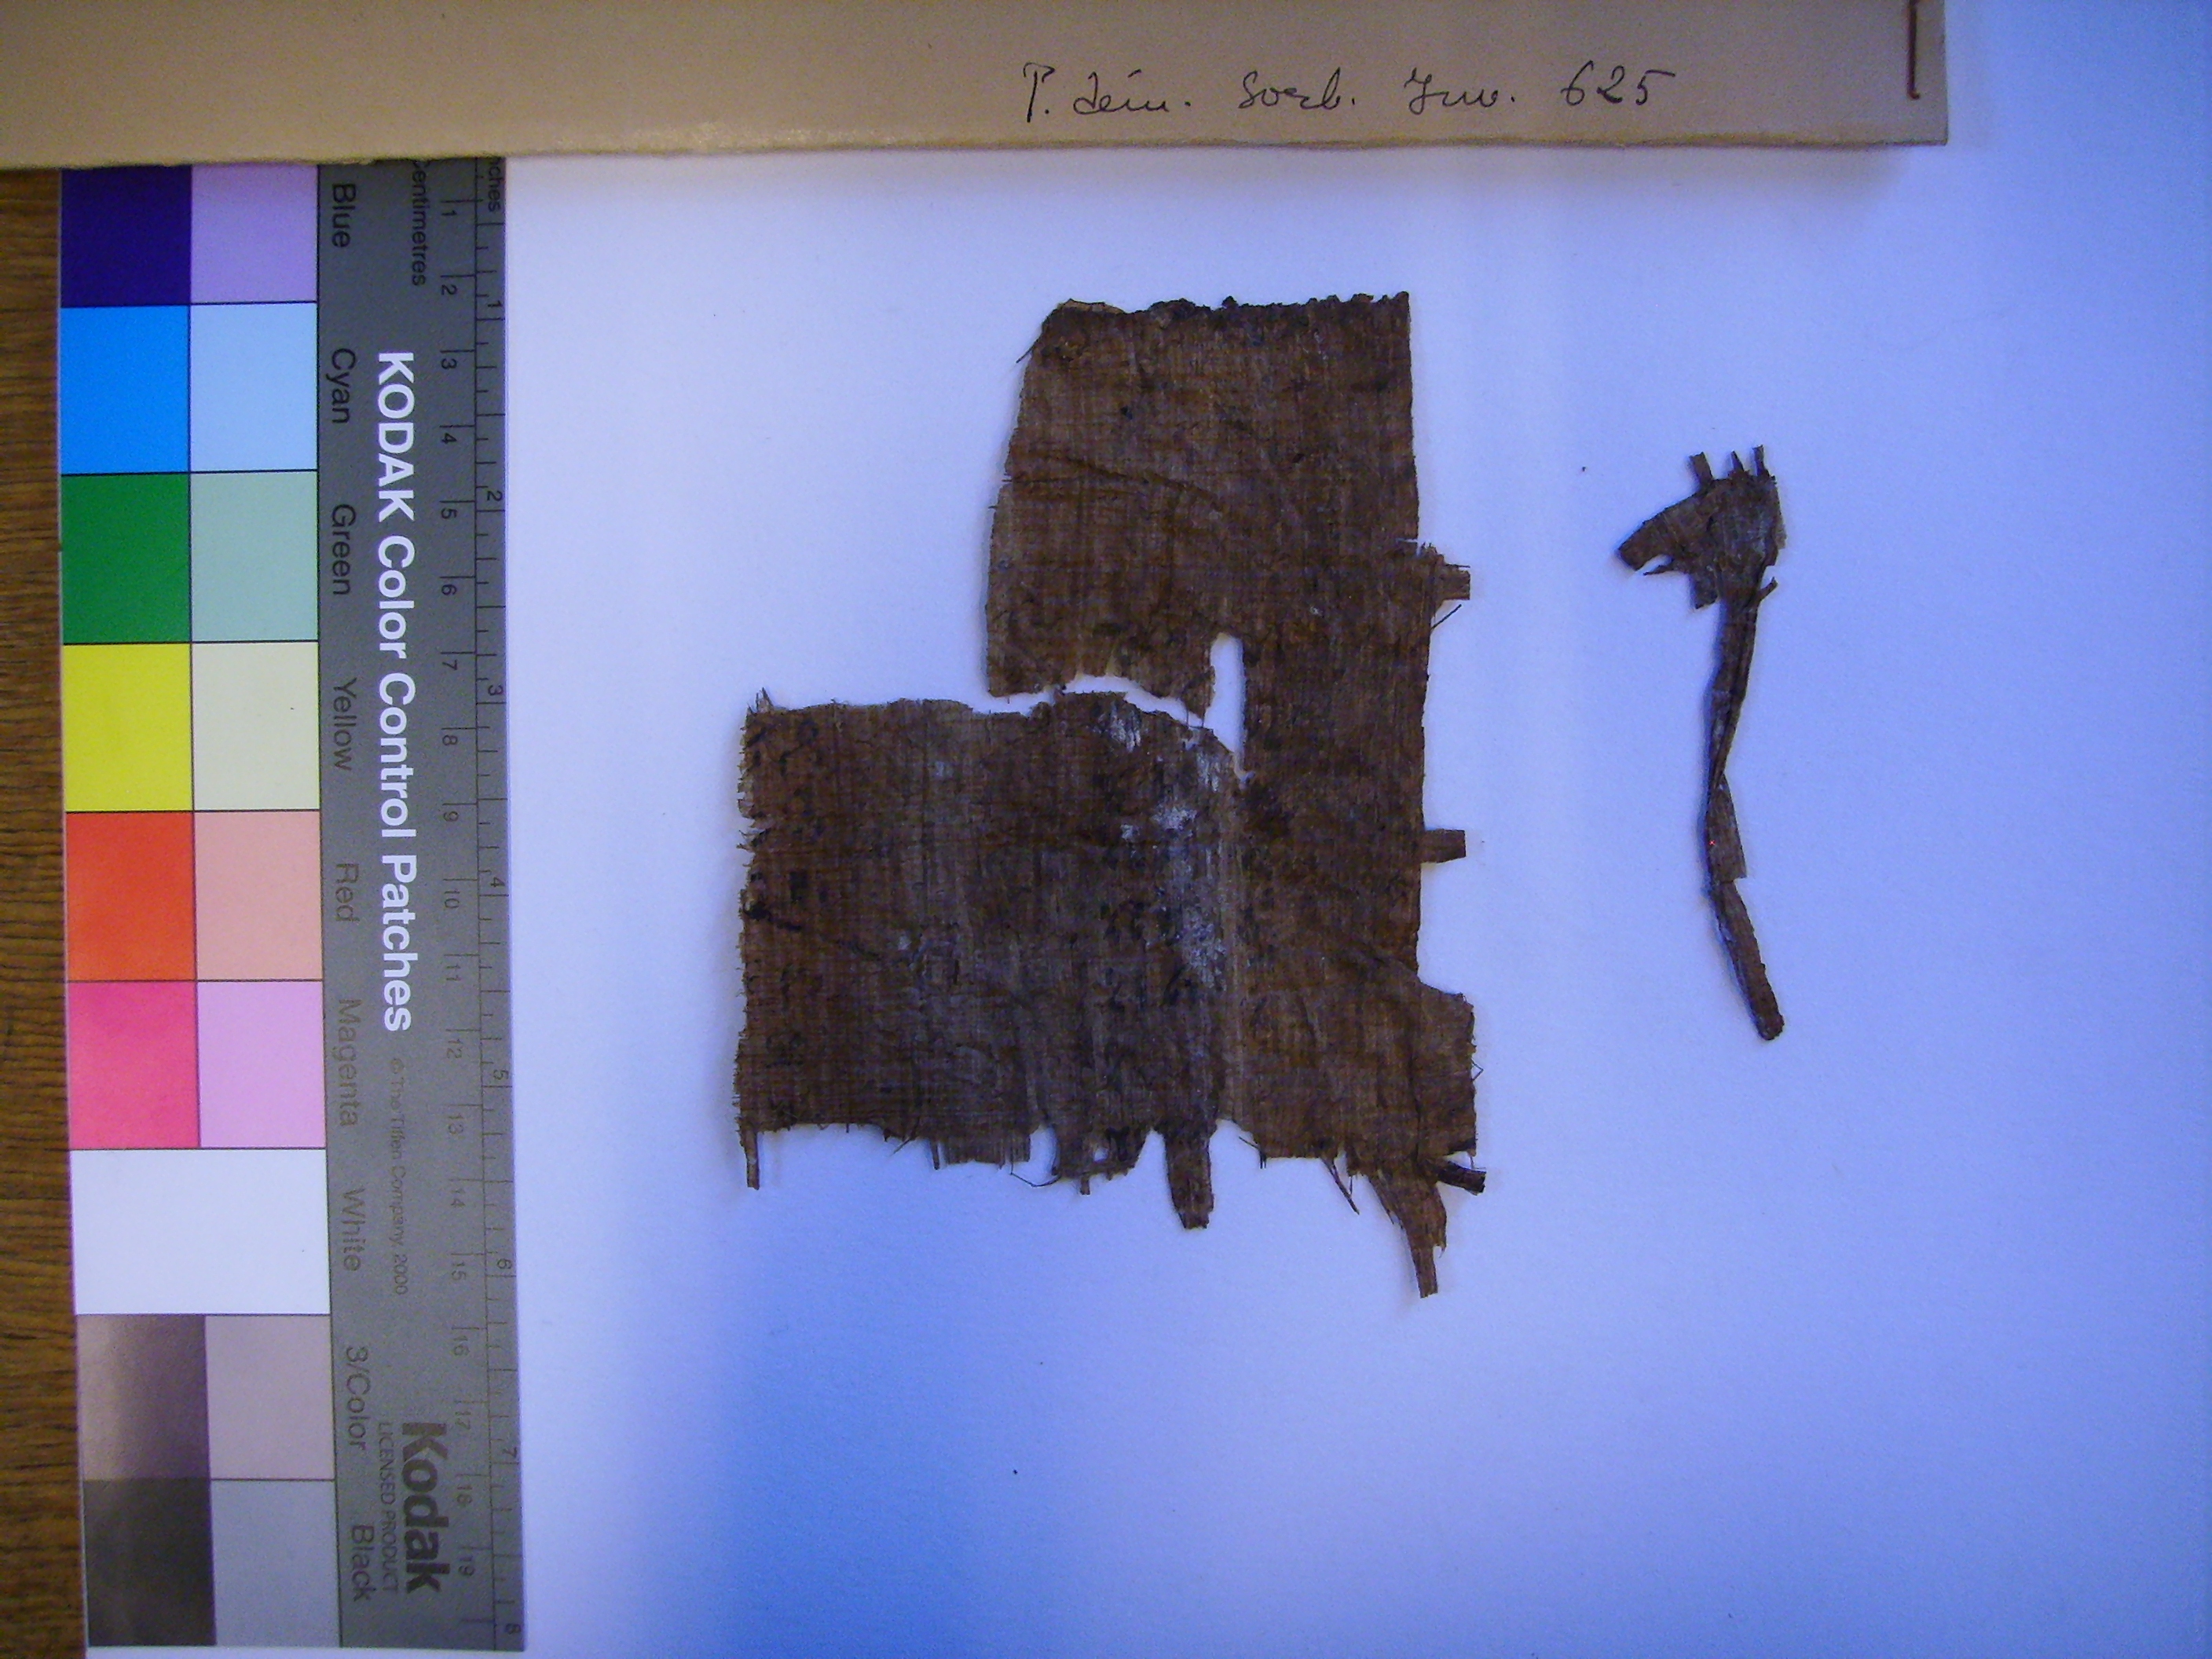 P. dém. Sorb. Inv. 625
Centimetres
ches
1 2 3 4 5 6 7 8 9 10 11 12 13 14 15 16 17 18 19
1 2 3 4 5 6 7 8
KODAK Color Control Patches
© The Tiffen Company, 2000
Kodak
LICENSED PRODUCT
Blue
Cyan
Green
Yellow
Red
Magenta
White
3/Color
Black